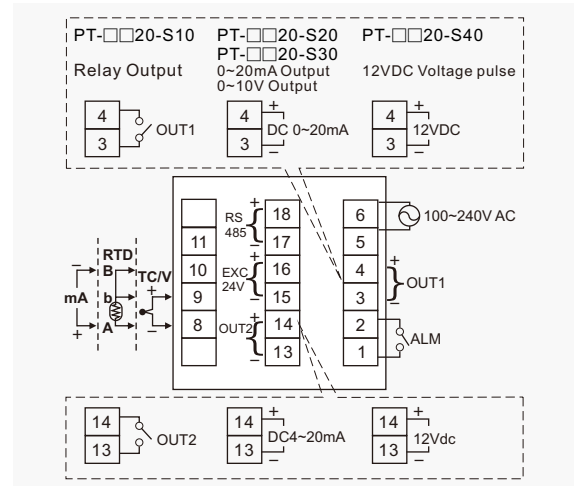 PT-□□20-S10 PT-□□20-S20 PT-□□20-S40
PT-□□20-S30
Relay Output 0~20mA Output 12VDC Voltage pulse
0~10V Output
4 OUT1 4 + DC 0~20mA 4 + 12VDC
3 3 − 3 −
RS 485 + 18 6 100~240V AC
11 − 17 5
RTD B 10 EXC 24V + 16 4 + OUT1
− mA + b TC/V + 9 − 15 3 −
A − 8 OUT2 + 14 2 ALM
− 13 1
14 OUT2 14 + DC4~20mA 14 + 12Vdc
13 13 − 13 −